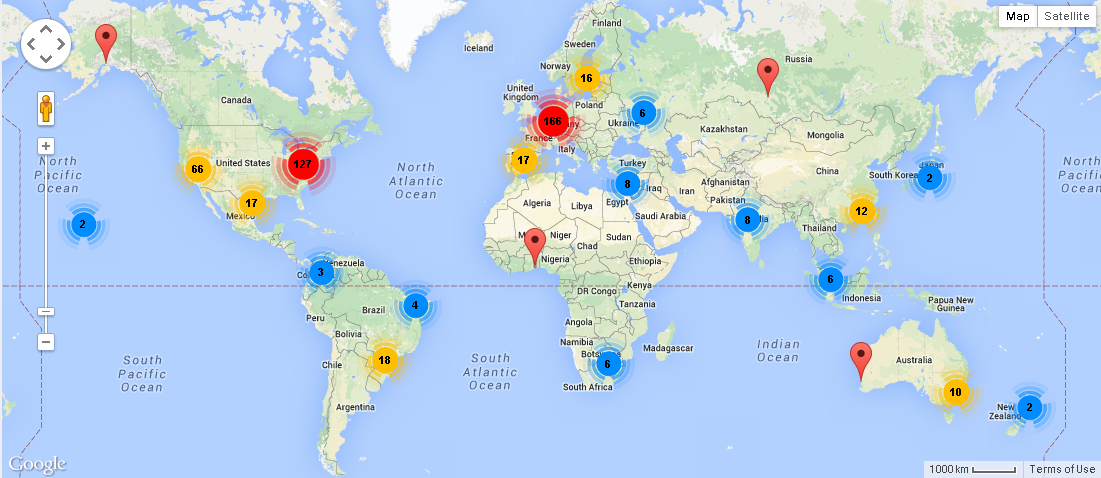 Map
Satellite
Finland
Iceland
Sweden
Norway
Russia
16
United
Kingdom
Canada
Poland
166
6
Ukraine
Kazakhstan
France
Mongolia
Italy
North
Pacific
Ocean
66
United States
127
North
Atlantic
Ocean
17
Turkey
China
Japan
South Korea
2
North
Pacific
Ocean
Afghanistan
Iraq
Iran
8
Algeria
Libya
Egypt
Pakistan
17
Mexico
Saudi Arabia
12
2
8
Thailand
Niger
Sudan
Chad
Nigeria
Ethiopia
3
Venezuela
6
Kenya
DR Congo
Indonesia
Papua New
Guinea
4
Brazil
Tanzania
Peru
Angola
Bolivia
Namibia
Madagascar
Indian
Ocean
South
Pacific
Ocean
South
Atlantic
Ocean
18
Chile
6
Australia
South Africa
10
Argentina
New
Zealand
2
Google
1000 km
Terms of Use